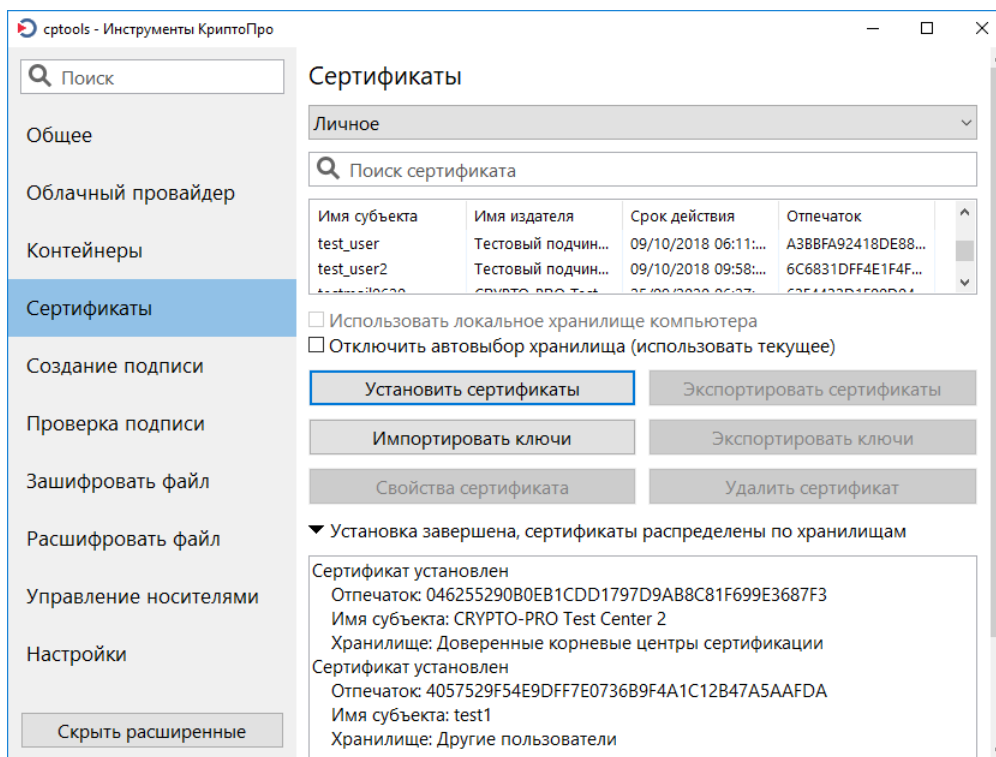 cptools - Инструменты КриптоПро
Поиск
Общее
Облачный провайдер
Контейнеры
Сертификаты
Создание подписи
Проверка подписи
Зашифровать файл
Расшифровать файл
Управление носителями
Настройки
Скрыть расширенные
Сертификаты
Личное
Поиск сертификата
Имя субъекта Имя издателя Срок действия Отпечаток
test_user Тестовый подчин... 09/10/2018 06:11:... A3BBFA92418DE88...
test_user2 Тестовый подчин... 09/10/2018 09:58:... 6C6831DFF4E1F4F...
Использовать локальное хранилище компьютера
Отключить автовыбор хранилища (использовать текущее)
Установить сертификаты Экспортировать сертификаты
Импортировать ключи Экспортировать ключи
Свойства сертификата Удалить сертификат
Установка завершена, сертификаты распределены по хранилищам
Сертификат установлен
Отпечаток: 046255290B0EB1CDD1797D9AB8C81F699E3687F3
Имя субъекта: CRYPTO-PRO Test Center 2
Хранилище: Доверенные корневые центры сертификации
Сертификат установлен
Отпечаток: 4057529F54E9DFF7E0736B9F4A1C12B47A5AAFDA
Имя субъекта: test1
Хранилище: Другие пользователи